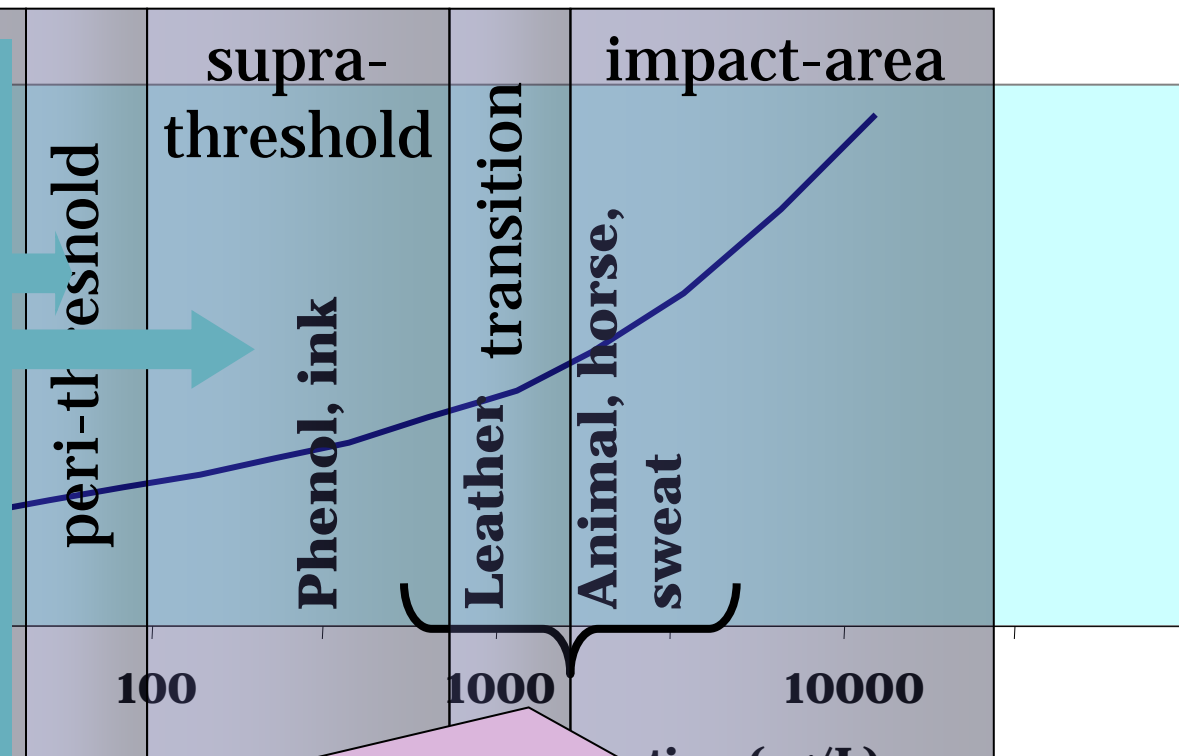 supra-
threshold
impact-area
peri-threshold
transition
Phenol, ink
Leather
Animal, horse,
sweat
100
1000
10000